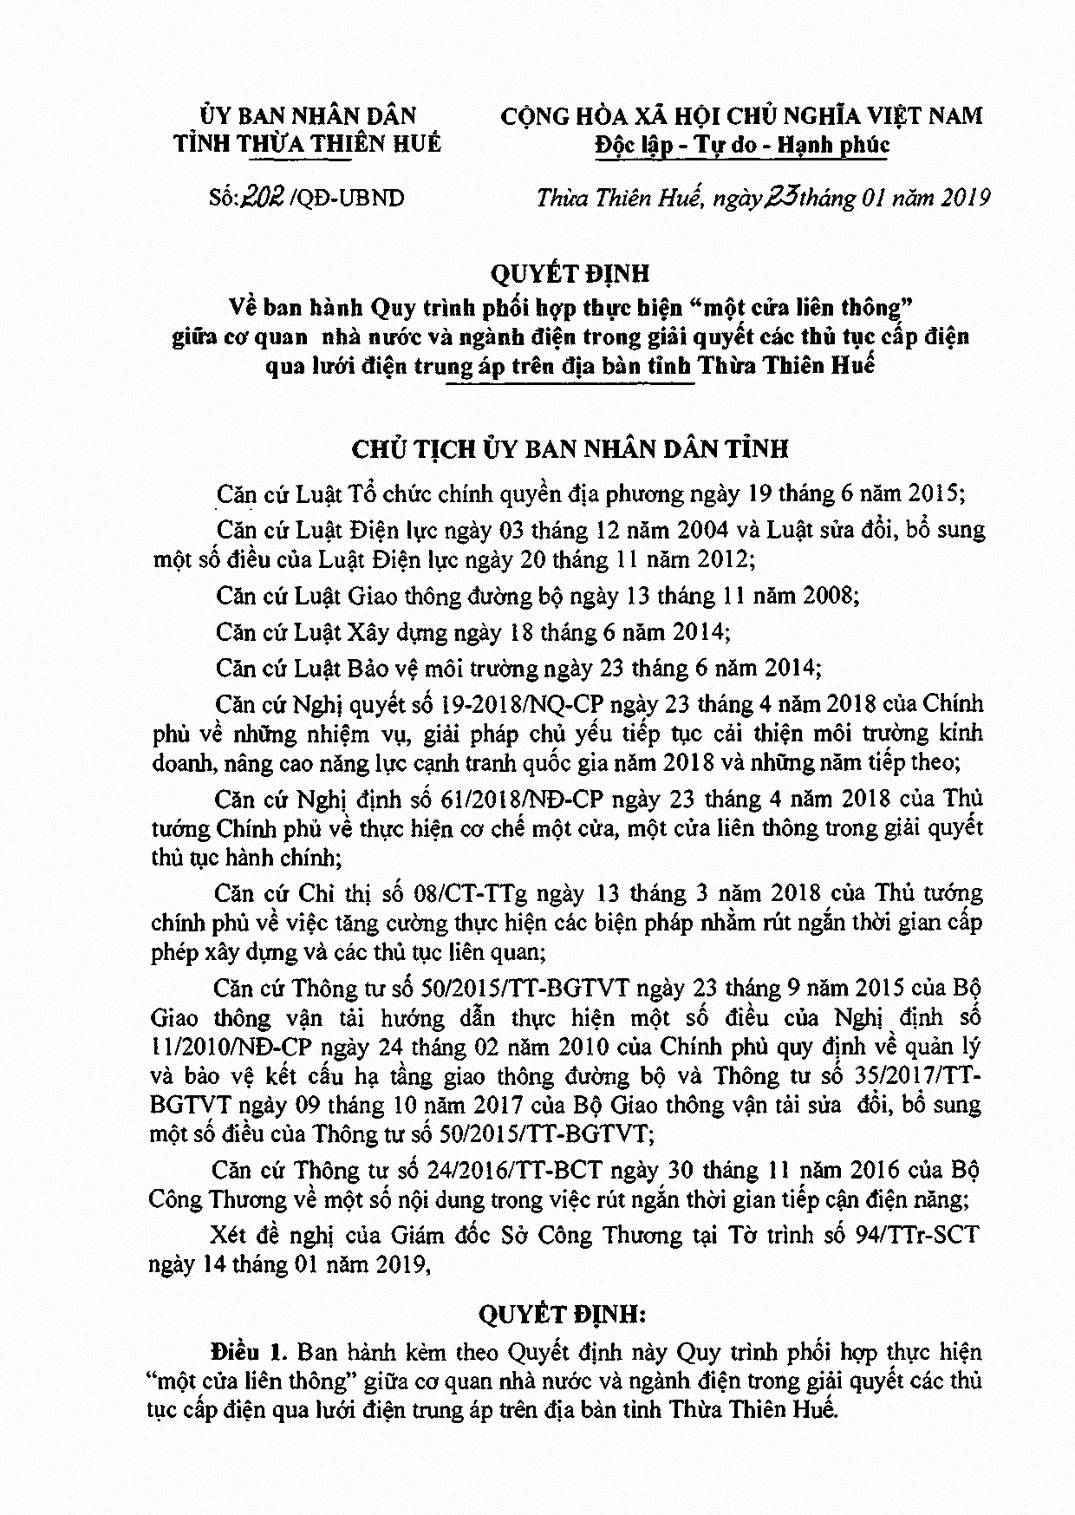 ỦY BAN NHÂN DÂN
TỈNH THỪA THIÊN HUẾ
CỘNG HÒA XÃ HỘI CHỦ NGHĨA VIỆT NAM
Độc lập - Tự do - Hạnh phúc
Số:202/QĐ-UBND
Thừa Thiên Huế, ngày 23 tháng 01 năm 2019
QUYẾT ĐỊNH
Về ban hành Quy trình phối hợp thực hiện “một cửa liên thông”
giữa cơ quan nhà nước và ngành điện trong giải quyết các thủ tục cấp điện
qua lưới điện trung áp trên địa bàn tỉnh Thừa Thiên Huế
CHỦ TỊCH ỦY BAN NHÂN DÂN TỈNH
Căn cứ Luật Tổ chức chính quyền địa phương ngày 19 tháng 6 năm 2015;
Căn cứ Luật Điện lực ngày 03 tháng 12 năm 2004 và Luật sửa đổi, bổ sung
một số điều của Luật Điện lực ngày 20 tháng 11 năm 2012;
Căn cứ Luật Giao thông đường bộ ngày 13 tháng 11 năm 2008;
Căn cứ Luật Xây dựng ngày 18 tháng 6 năm 2014;
Căn cứ Luật Bảo vệ môi trường ngày 23 tháng 6 năm 2014;
Căn cứ Nghị quyết số 19-2018/NQ-CP ngày 23 tháng 4 năm 2018 của Chính
phủ về những nhiệm vụ, giải pháp chủ yếu tiếp tục cải thiện môi trường kinh
doanh, nâng cao năng lực cạnh tranh quốc gia năm 2018 và những năm tiếp theo;
Căn cứ Nghị định số 61/2018/NĐ-CP ngày 23 tháng 4 năm 2018 của Thủ
tướng Chính phủ về thực hiện cơ chế một cửa, một cửa liên thông trong giải quyết
thủ tục hành chính;
Căn cứ Chỉ thị số 08/CT-TTg ngày 13 tháng 3 năm 2018 của Thủ tướng
chính phủ về việc tăng cường thực hiện các biện pháp nhằm rút ngắn thời gian cấp
phép xây dựng và các thủ tục liên quan;
Căn cứ Thông tư số 50/2015/TT-BGTVT ngày 23 tháng 9 năm 2015 của Bộ
Giao thông vận tải hướng dẫn thực hiện một số điều của Nghị định số
11/2010/NĐ-CP ngày 24 tháng 02 năm 2010 của Chính phủ quy định về quản lý
và bảo vệ kết cấu hạ tầng giao thông đường bộ và Thông tư số 35/2017/TT-
BGTVT ngày 09 tháng 10 năm 2017 của Bộ Giao thông vận tải sửa đổi, bổ sung
một số điều của Thông tư số 50/2015/TT-BGTVT;
Căn cứ Thông tư số 24/2016/TT-BCT ngày 30 tháng 11 năm 2016 của Bộ
Công Thương về một số nội dung trong việc rút ngắn thời gian tiếp cận điện năng;
Xét đề nghị của Giám đốc Sở Công Thương tại Tờ trình số 94/TTr-SCT
ngày 14 tháng 01 năm 2019,
QUYẾT ĐỊNH:
Điều 1. Ban hành kèm theo Quyết định này Quy trình phối hợp thực hiện
“một cửa liên thông” giữa cơ quan nhà nước và ngành điện trong giải quyết các thủ
tục cấp điện qua lưới điện trung áp trên địa bàn tỉnh Thừa Thiên Huế.